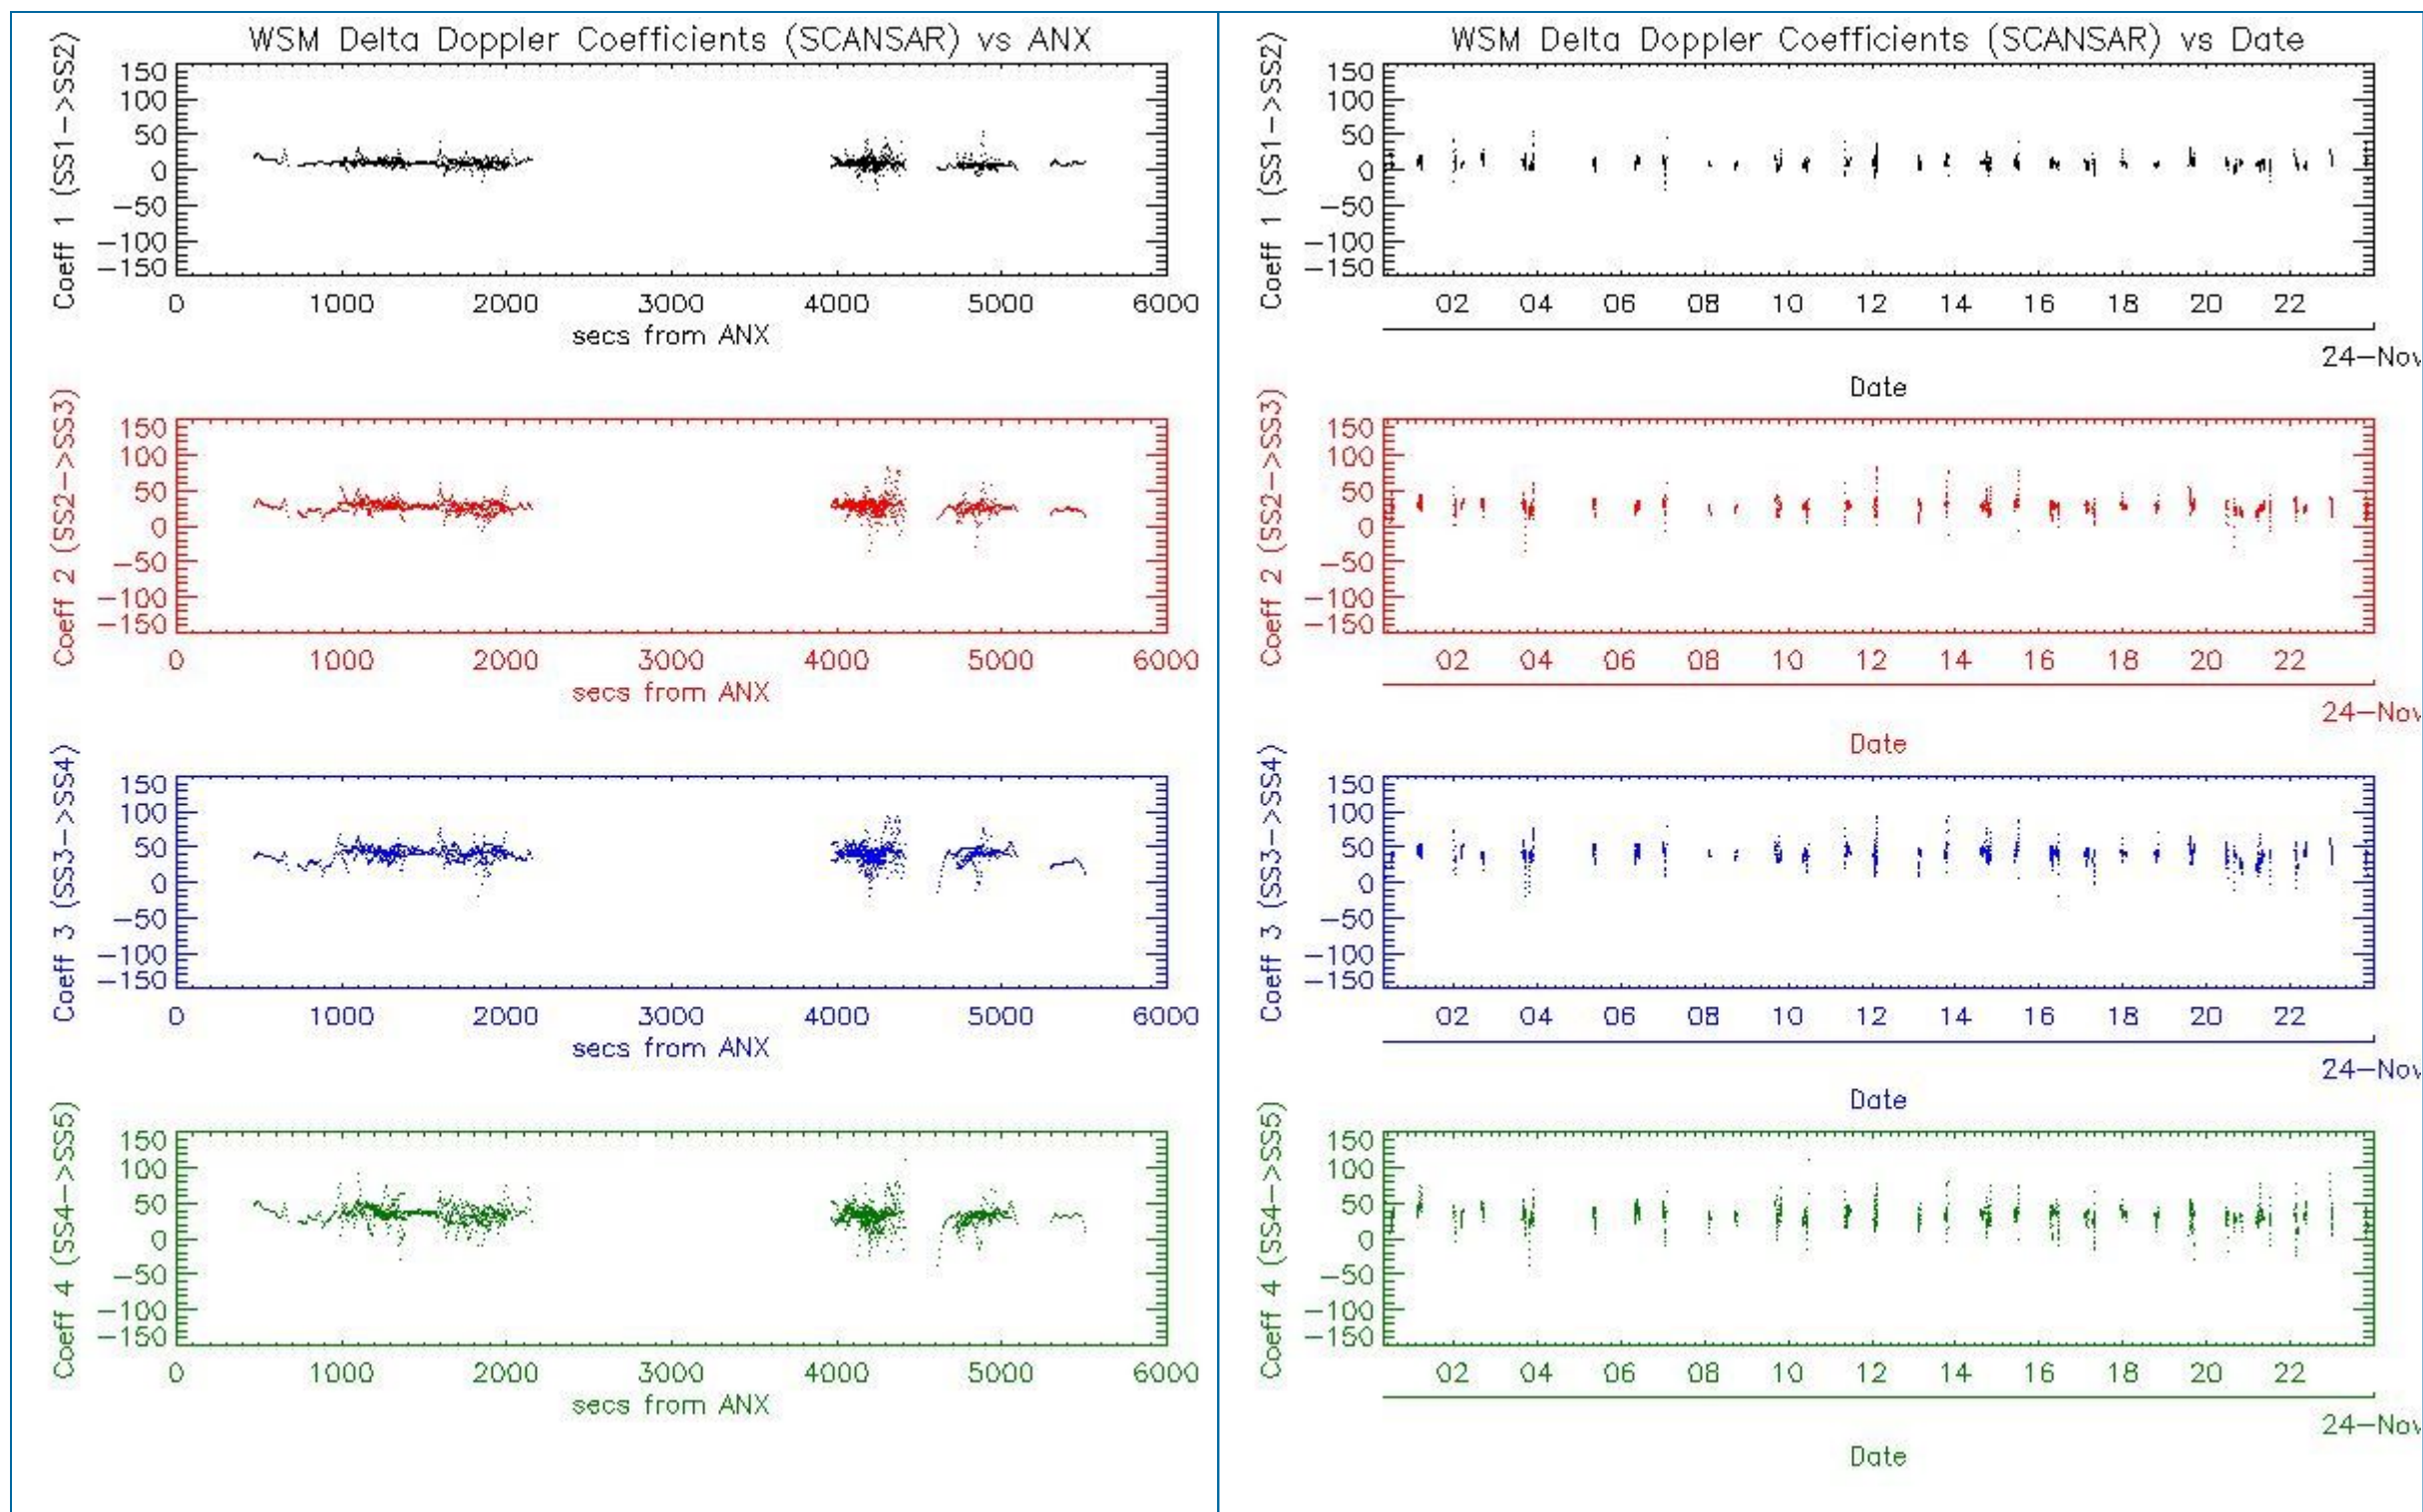 WSM Delta Doppler Coefficients (SCANSAR) vs ANX
Coeff 1 (SS1->SS2)
150
100
50
0
-50
-100
-150
0 1000 2000 3000 4000 5000 6000
secs from ANX
Coeff 2 (SS2->SS3)
150
100
50
0
-50
-100
-150
0 1000 2000 3000 4000 5000 6000
secs from ANX
Coeff 3 (SS3->SS4)
150
100
50
0
-50
-100
-150
0 1000 2000 3000 4000 5000 6000
secs from ANX
Coeff 4 (SS4->SS5)
150
100
50
0
-50
-100
-150
0 1000 2000 3000 4000 5000 6000
secs from ANX
WSM Delta Doppler Coefficients (SCANSAR) vs Date
Coeff 1 (SS1->SS2)
150
100
50
0
-50
-100
-150
02 04 06 08 10 12 14 16 18 20 22
24-Nov
Date
Coeff 2 (SS2->SS3)
150
100
50
0
-50
-100
-150
02 04 06 08 10 12 14 16 18 20 22
24-Nov
Date
Coeff 3 (SS3->SS4)
150
100
50
0
-50
-100
-150
02 04 06 08 10 12 14 16 18 20 22
24-Nov
Date
Coeff 4 (SS4->SS5)
150
100
50
0
-50
-100
-150
02 04 06 08 10 12 14 16 18 20 22
24-Nov
Date